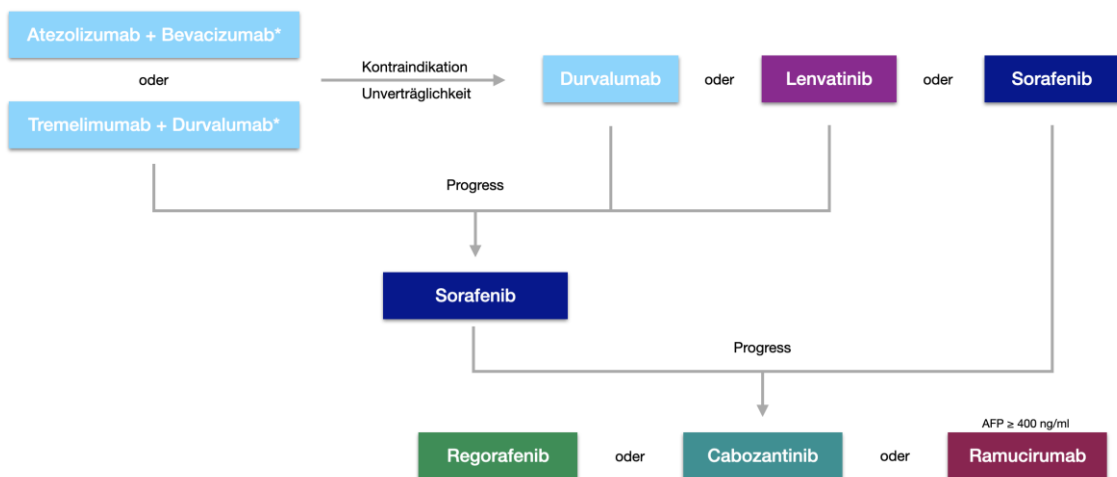 Atezolizumab + Bevacizumab*
oder
Tremelimumab + Durvalumab*
Kontraindikation
Unverträglichkeit
Durvalumab
oder
Lenvatinib
oder
Sorafenib
Progress
Sorafenib
Progress
Regorafenib
oder
Cabozantinib
oder
AFP ≥ 400 ng/ml
Ramucirumab